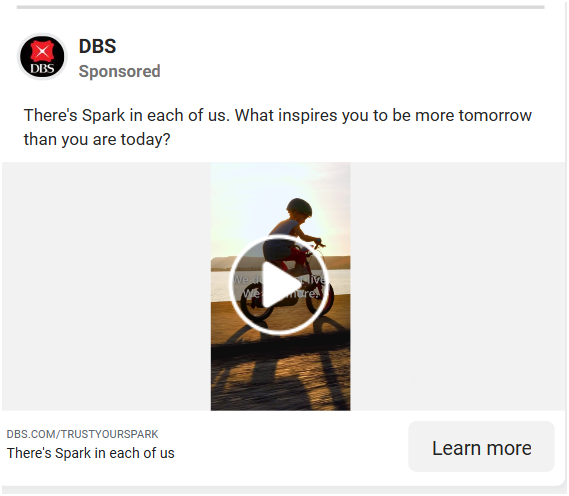 DBS
DBS
Sponsored
There's Spark in each of us. What inspires you to be more tomorrow
than you are today?
DBS.COM/TRUSTYOURSPARK
There's Spark in each of us
Learn more